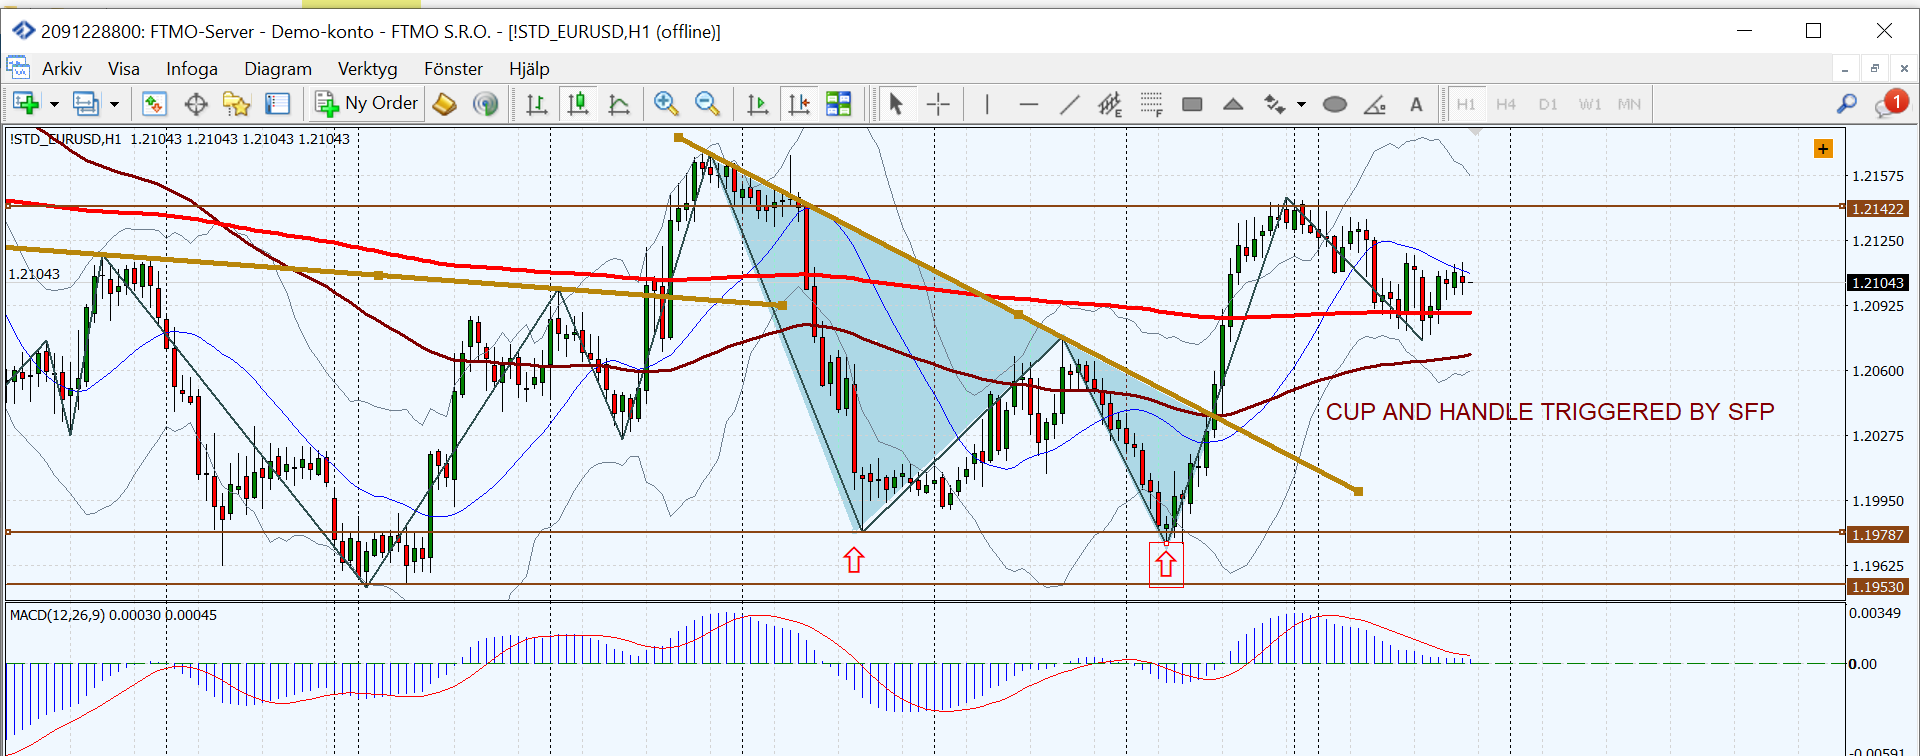 2091228800: FTMO-Server - Demo-konto - FTMO S.R.O. - [!STD_EURUSD,H1 (offline)]
Arkiv Visa Infoga Diagram Verktyg Fönster Hjälp
Ny Order E F A H1 H4 D1 W1 MN 1
!STD_EURUSD,H1 1.21043 1.21043 1.21043 1.21043
1.21575
1.21422
1.21250
1.21043
1.21043
1.20925
1.20600
CUP AND HANDLE TRIGGERED BY SFP
1.20275
1.19950
1.19787
1.19625
1.19530
MACD(12,26,9) 0.00030 0.00045
0.00349
0.00
-0.00591